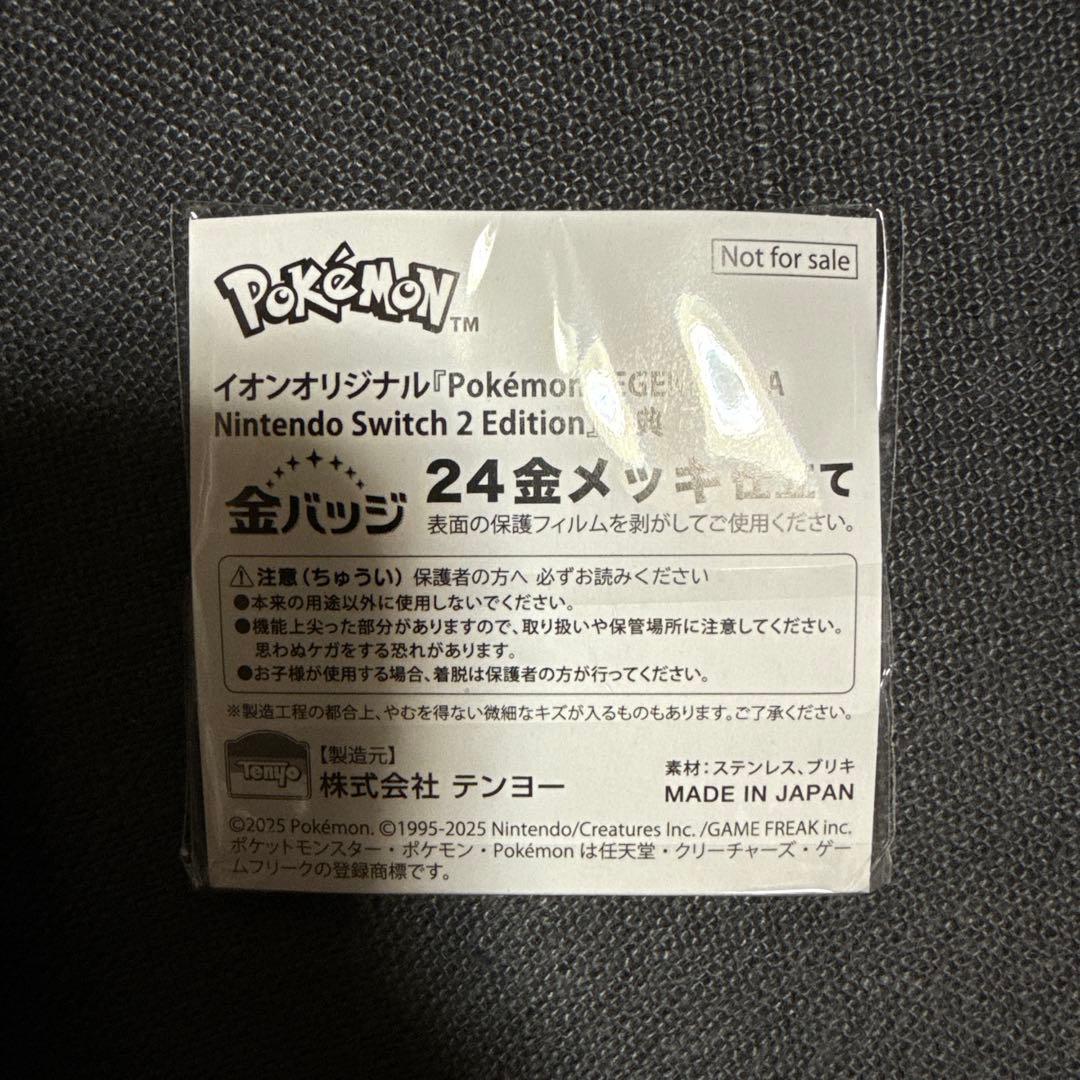 Pokémon TM
Not for sale
イオンオリジナル『Pokémon A
Nintendo Switch 2 Edition』典
金バッジ
24金メッキ仕立て
表面の保護フィルムを剥がしてご使用ください。
⚠注意(ちゅうい) 保護者の方へ 必ずお読みください
●本来の用途以外に使用しないでください。
●機能上尖った部分がありますので、取り扱いや保管場所に注意してください。
思わぬケガをする恐れがあります。
●お子様が使用する場合、着脱は保護者の方が行ってください。
※製造工程の都合上、やむを得ない微細なキズが入るものもあります。ご了承ください。
Tenyo
【製造元】
株式会社 テンヨー
素材:ステンレス、ブリキ
MADE IN JAPAN
©2025 Pokémon. ©1995-2025 Nintendo/Creatures Inc. /GAME FREAK inc.
ポケットモンスター・ポケモン・Pokémon は任天堂・クリーチャーズ・ゲー
ムフリークの登録商標です。